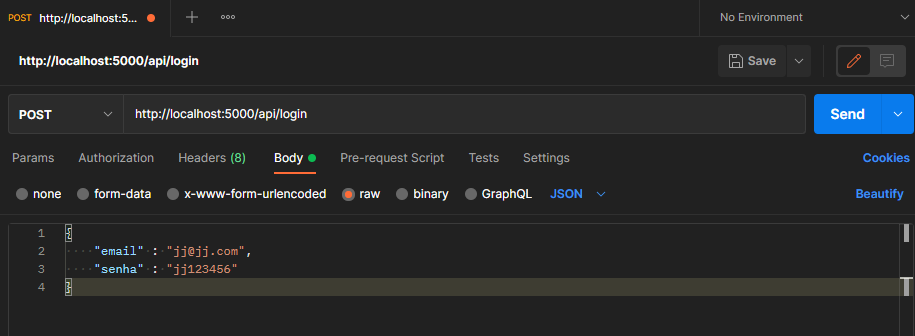 POST http://localhost:5... No Environment
http://localhost:5000/api/login Save
POST http://localhost:5000/api/login Send
Params Authorization Headers (8) Body Pre-request Script Tests Settings Cookies
none form-data x-www-form-urlencoded raw binary GraphQL JSON Beautify
1 {
2 "email" : "jj@jj.com",
3 "senha" : "jj123456"
4 }